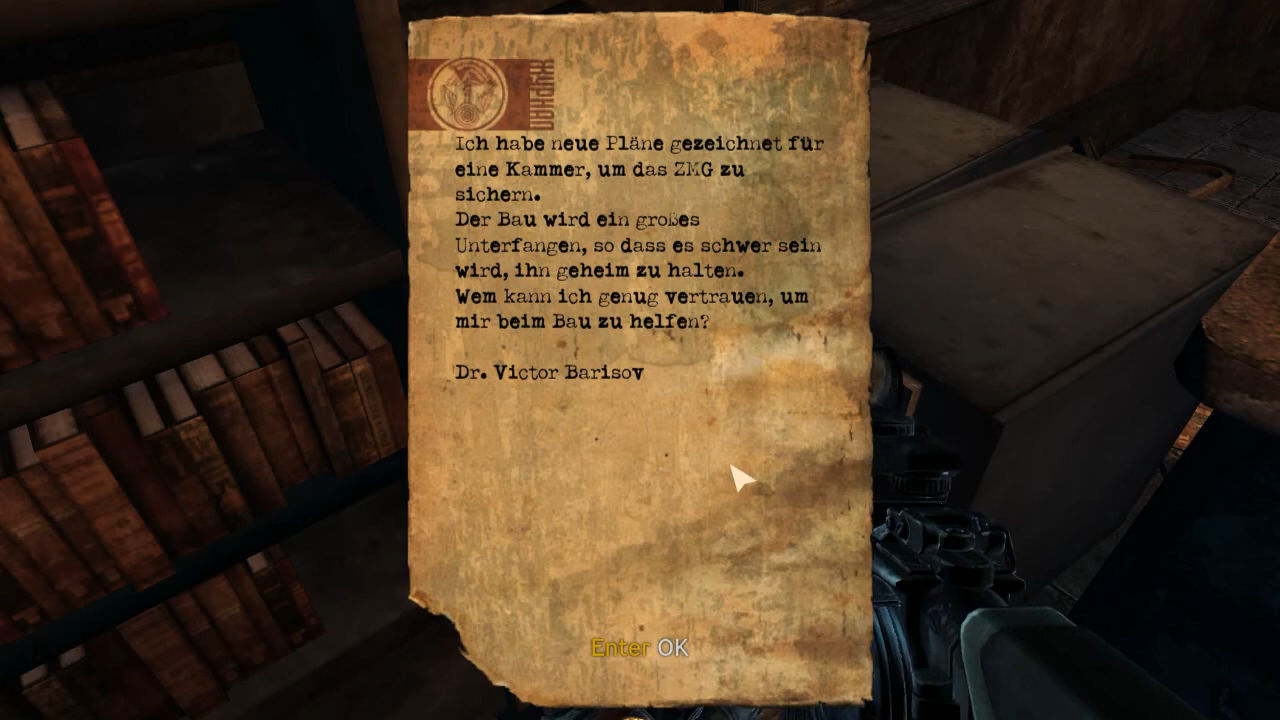 Ich habe neue Pläne gezeichnet für
eine Kammer, um das ZMG zu
sichern.
Der Bau wird ein großes
Unterfangen, so dass es schwer sein
wird, ihn geheim zu halten.
Wem kann ich genug vertrauen, um
mir beim Bau zu helfen?
Dr. Victor Barisov
Enter OK